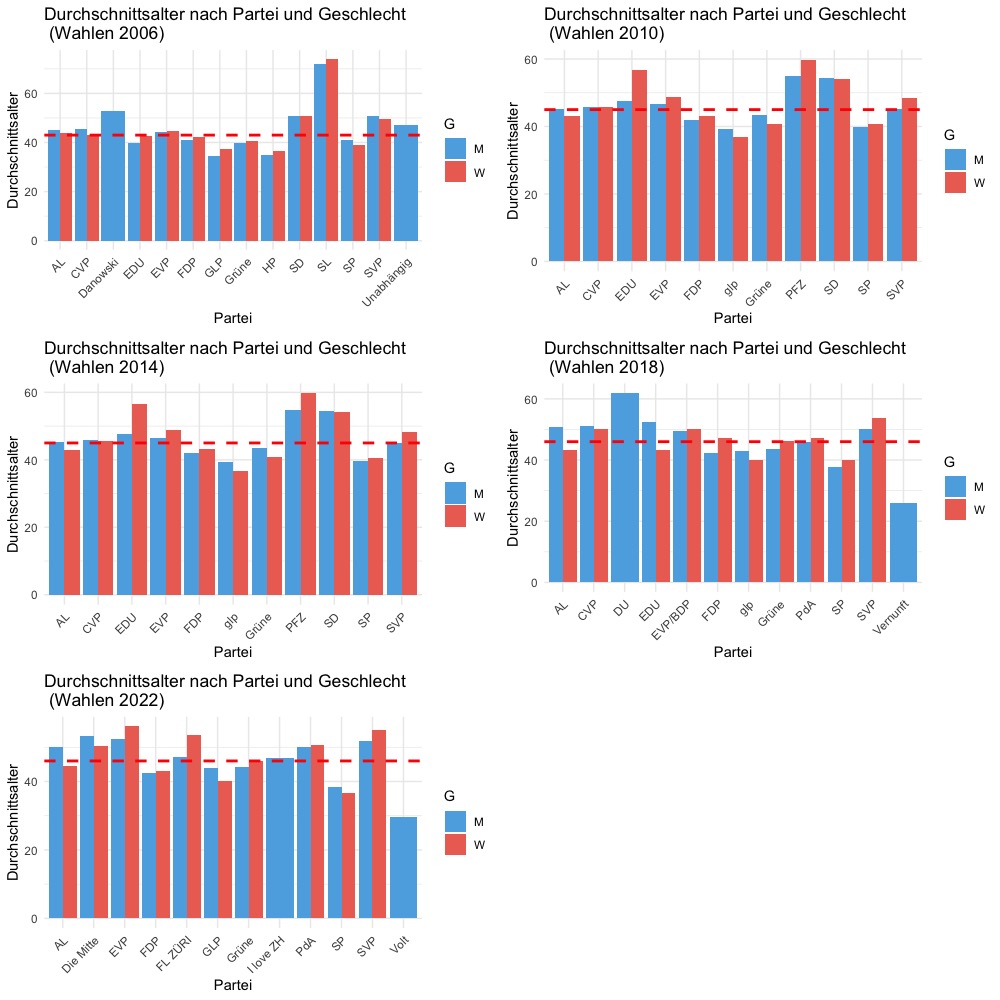 Durchschnittsalter nach Partei und Geschlecht
(Wahlen 2006)
Durchschnittsalter
60
40
20
0
AL
CVP
Danowski
EDU
EVP
FDP
GLP
Grüne
HP
SD
SL
SP
SVP
Unabhängig
Partei
G
M
W
Durchschnittsalter nach Partei und Geschlecht
(Wahlen 2010)
Durchschnittsalter
60
40
20
0
AL
CVP
EDU
EVP
FDP
glp
Grüne
PFZ
SD
SP
SVP
Partei
G
M
W
Durchschnittsalter nach Partei und Geschlecht
(Wahlen 2014)
Durchschnittsalter
60
40
20
0
AL
CVP
EDU
EVP
FDP
glp
Grüne
PFZ
SD
SP
SVP
Partei
G
M
W
Durchschnittsalter nach Partei und Geschlecht
(Wahlen 2018)
Durchschnittsalter
60
40
20
0
AL
CVP
DU
EDU
EVP/BDP
FDP
glp
Grüne
PdA
SP
SVP
Vernunft
Partei
G
M
W
Durchschnittsalter nach Partei und Geschlecht
(Wahlen 2022)
Durchschnittsalter
40
20
0
AL
Die Mitte
EVP
FDP
FL ZÜRI
GLP
Grüne
I love ZH
PdA
SP
SVP
Volt
Partei
G
M
W